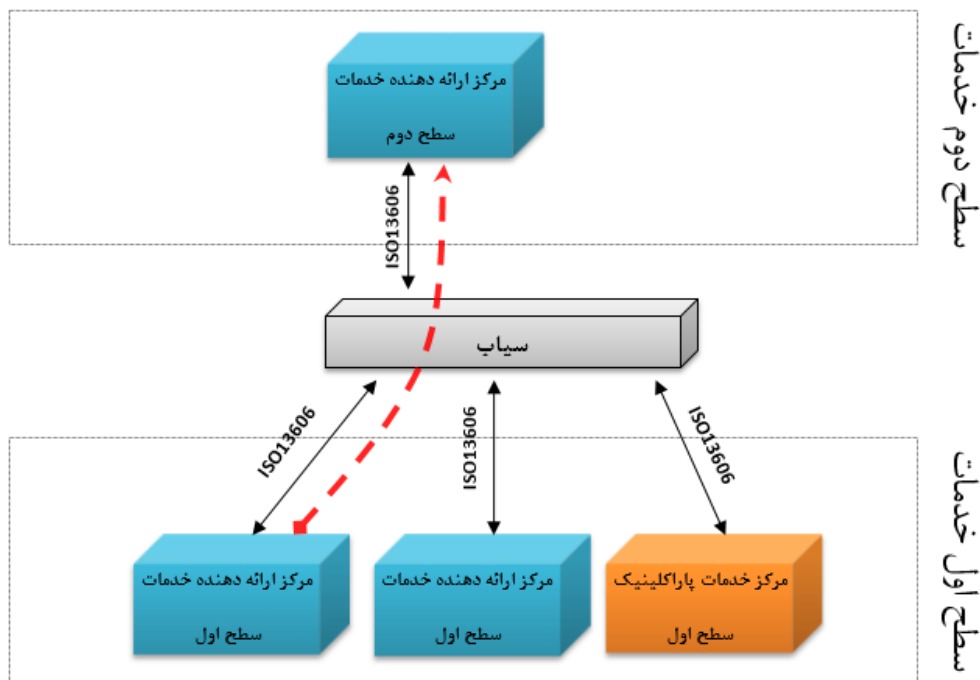 سطح دوم خدمات
مرکز ارائه دهنده خدمات
سطح دوم
ISO13606
سیاب
ISO13606
ISO13606
ISO13606
سطح اول خدمات
مرکز خدمات پاراکلینیک
سطح اول
مرکز ارائه دهنده خدمات
سطح اول
مرکز ارائه دهنده خدمات
سطح اول